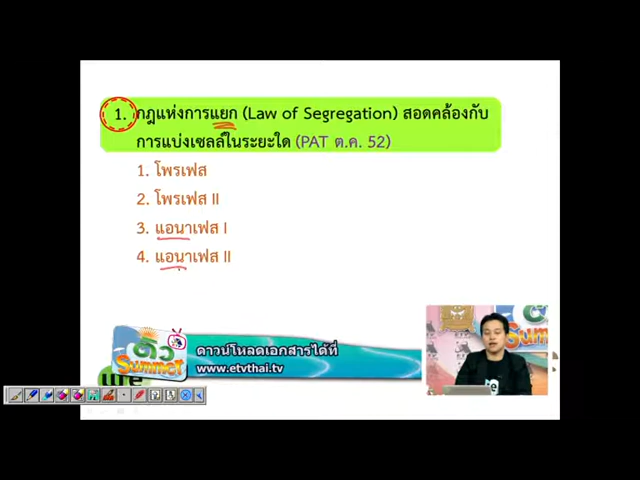 1. กฎแห่งการแยก (Law of Segregation) สอดคล้องกับ
การแบ่งเซลล์ในระยะใด (PAT ต.ค. 52)
1. โพรเฟส
2. โพรเฟส II
3. แอนาเฟส I
4. แอนาเฟส II
ติว
Summer
ดาวน์โหลดเอกสารได้ที่
www.etvthai.tv